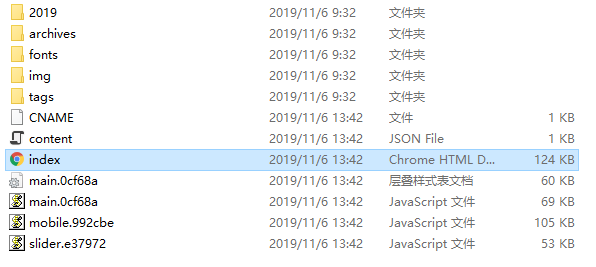 2019 2019/11/6 9:32 文件夹
archives 2019/11/6 9:32 文件夹
fonts 2019/11/6 9:32 文件夹
img 2019/11/6 9:32 文件夹
tags 2019/11/6 9:32 文件夹
CNAME 2019/11/6 13:42 文件 1 KB
content 2019/11/6 13:42 JSON File 1 KB
index 2019/11/6 13:42 Chrome HTML D... 124 KB
main.0cf68a 2019/11/6 13:42 层叠样式表文档 60 KB
main.0cf68a 2019/11/6 13:42 JavaScript 文件 69 KB
mobile.992cbe 2019/11/6 13:42 JavaScript 文件 105 KB
slider.e37972 2019/11/6 13:42 JavaScript 文件 53 KB